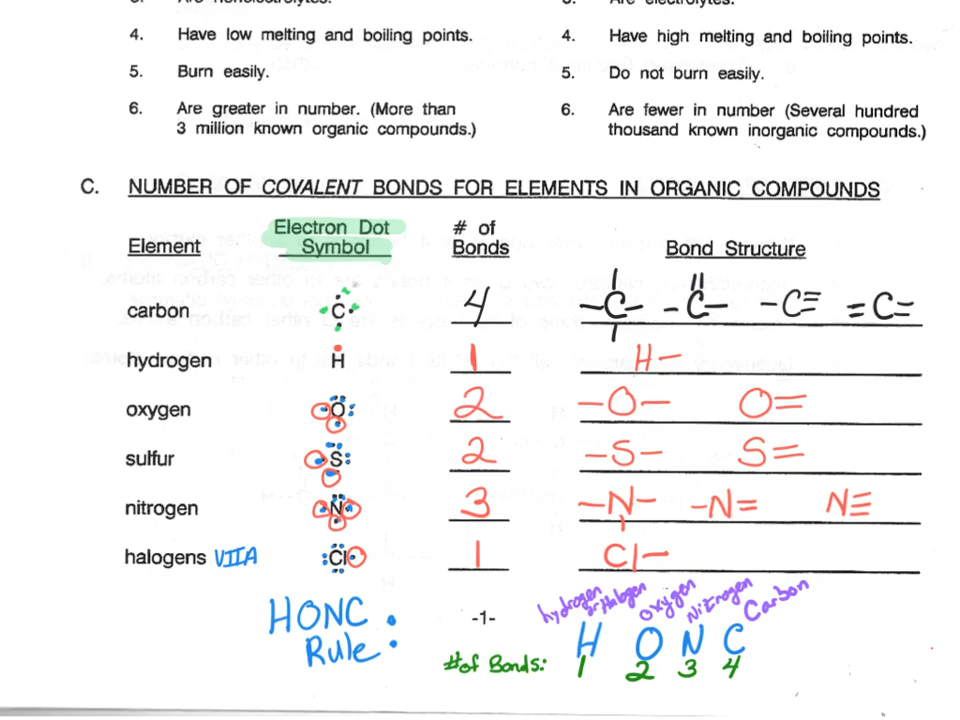 4. Have low melting and boiling points. 4. Have high melting and boiling points.
5. Burn easily. 5. Do not burn easily.
6. Are greater in number. (More than 6. Are fewer in number (Several hundred
3 million known organic compounds.) thousand known inorganic compounds.)
C. NUMBER OF COVALENT BONDS FOR ELEMENTS IN ORGANIC COMPOUNDS
Electron Dot # of
Element Symbol Bonds Bond Structure
carbon C 4 -C- -C- -C≡ =C=
hydrogen H 1 H-
oxygen O 2 -O- O=
sulfur S 2 -S- S=
nitrogen N 3 -N- -N= N≡
halogens VIIA Cl 1 Cl-
hydrogen or halogen oxygen Nitrogen Carbon
HONC : -1- H O N C
Rule
# of Bonds: 1 2 3 4